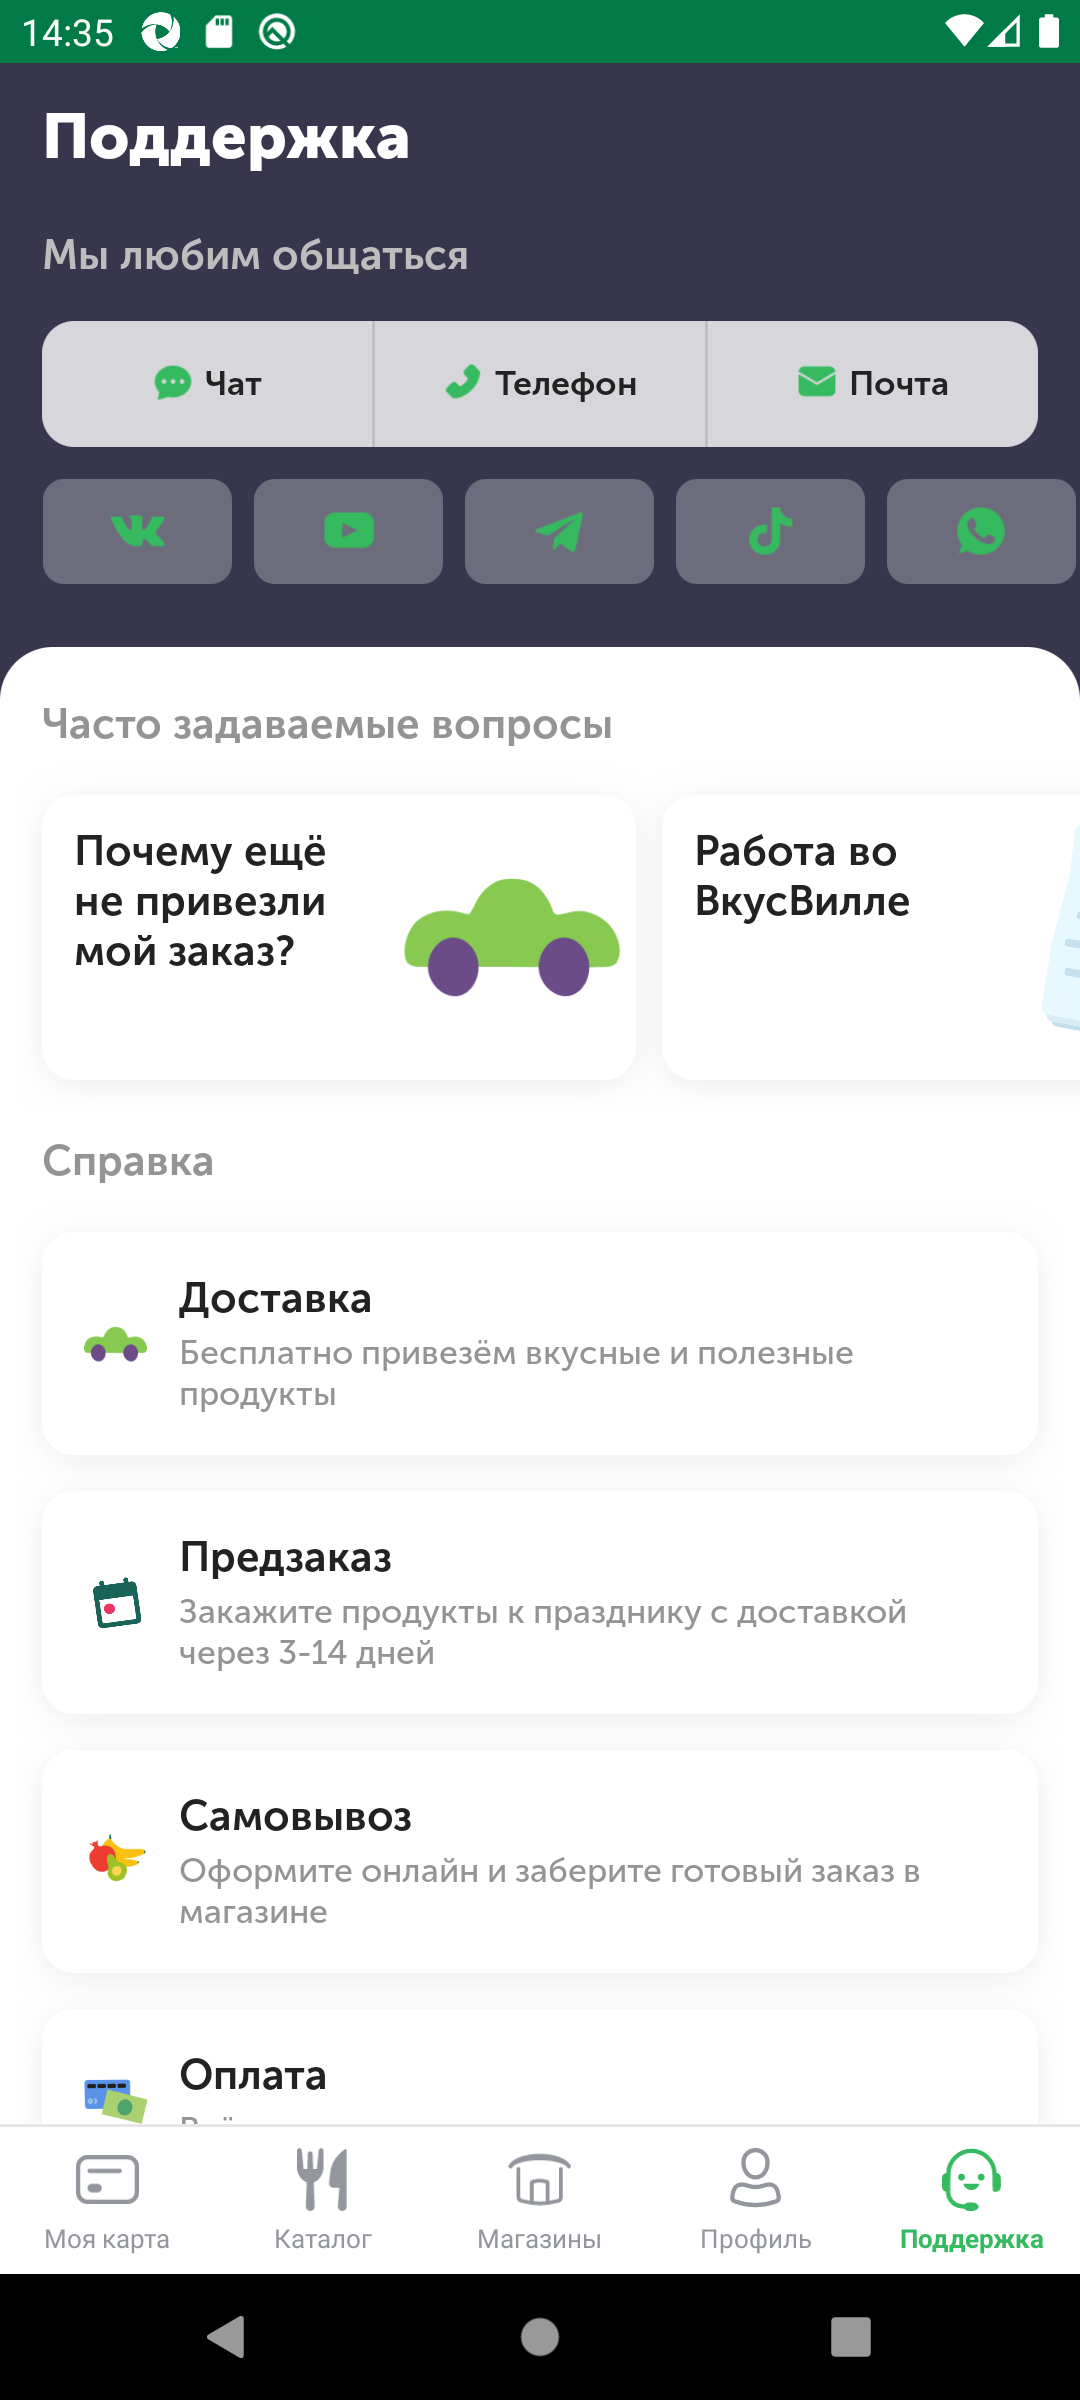 14:35
Поддержка
Мы любим общаться
Чат
Телефон
Почта
Часто задаваемые вопросы
Почему ещё
не привезли
мой заказ?
Работа во
ВкусВилле
Справка
Доставка
Бесплатно привезём вкусные и полезные
продукты
Предзаказ
Закажите продукты к празднику с доставкой
через 3-14 дней
Самовывоз
Оформите онлайн и заберите готовый заказ в
магазине
Оплата
Моя карта
Каталог
Магазины
Профиль
Поддержка